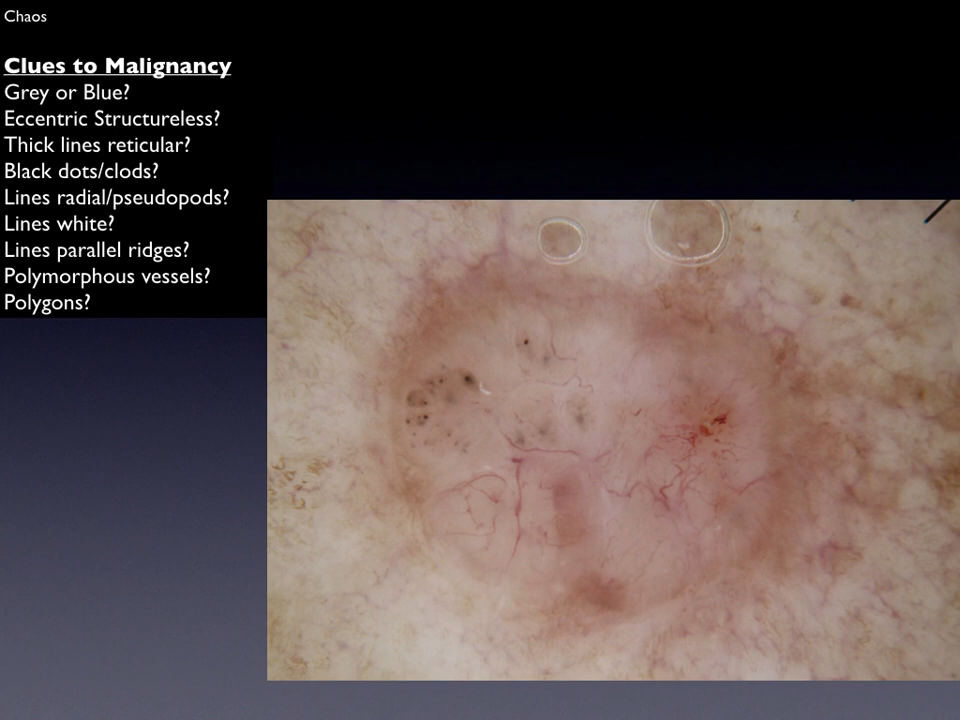 Chaos
Clues to Malignancy
Grey or Blue?
Eccentric Structureless?
Thick lines reticular?
Black dots/clods?
Lines radial/pseudopods?
Lines white?
Lines parallel ridges?
Polymorphous vessels?
Polygons?